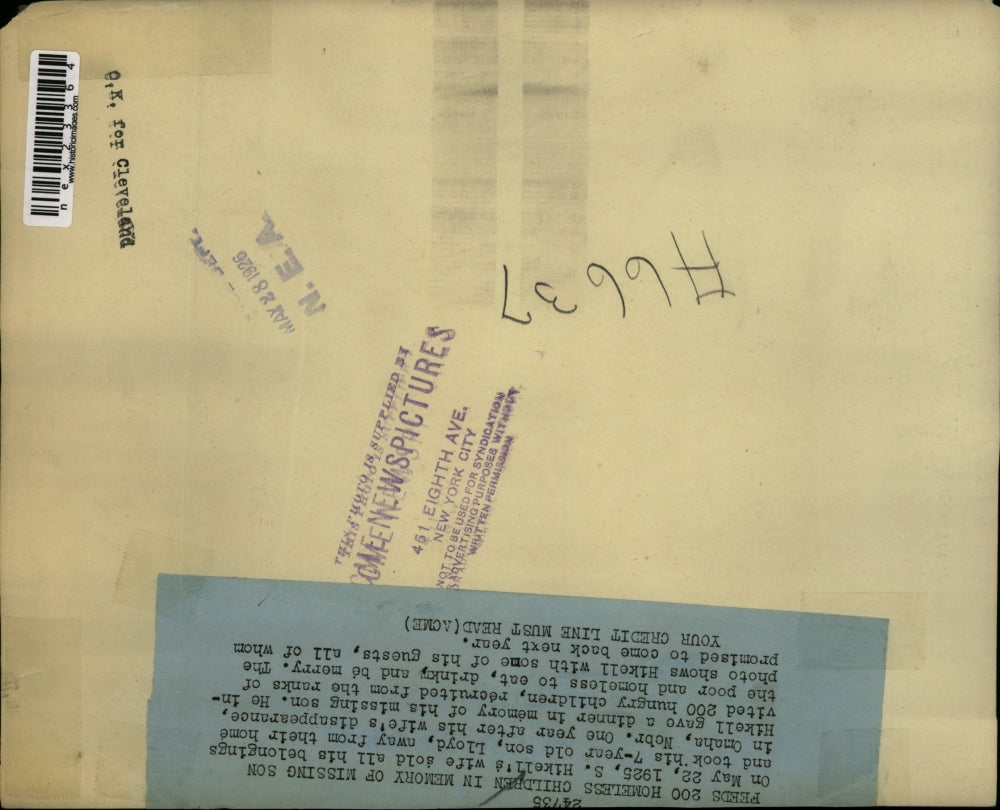 nex23364
www.historicimages.com
O,K, for Cleveland
DEPT.
MAY 28 1926
N. E. A.
#6637
THIS PHOTO IS SUPPLIED BY
ACME NEWSPICTURES
461 EIGHTH AVE.
NEW YORK CITY
NOT TO BE USED FOR SYNDICATION
& ADVERTISING PURPOSES WITHOUT
WRITTEN PERMISSION
24735
FEEDS 200 HOMELESS CHILDREN IN MEMORY OF MISSING SON
On May 22, 1925, S. Hikell's wife sold all his belongings
and took his 7-year old son, Lloyd, away from their home
in Omaha, Nebr. One year after his wife's disappearance,
Hikell gave a dinner in memory of his missing son. He in-
vited 200 hungry children, recruited from the ranks of
the poor and homeless to eat, drink, and be merry. The
photo shows Hikell with some of his guests, all of whom
promised to come back next year.
YOUR CREDIT LINE MUST READ(ACME)